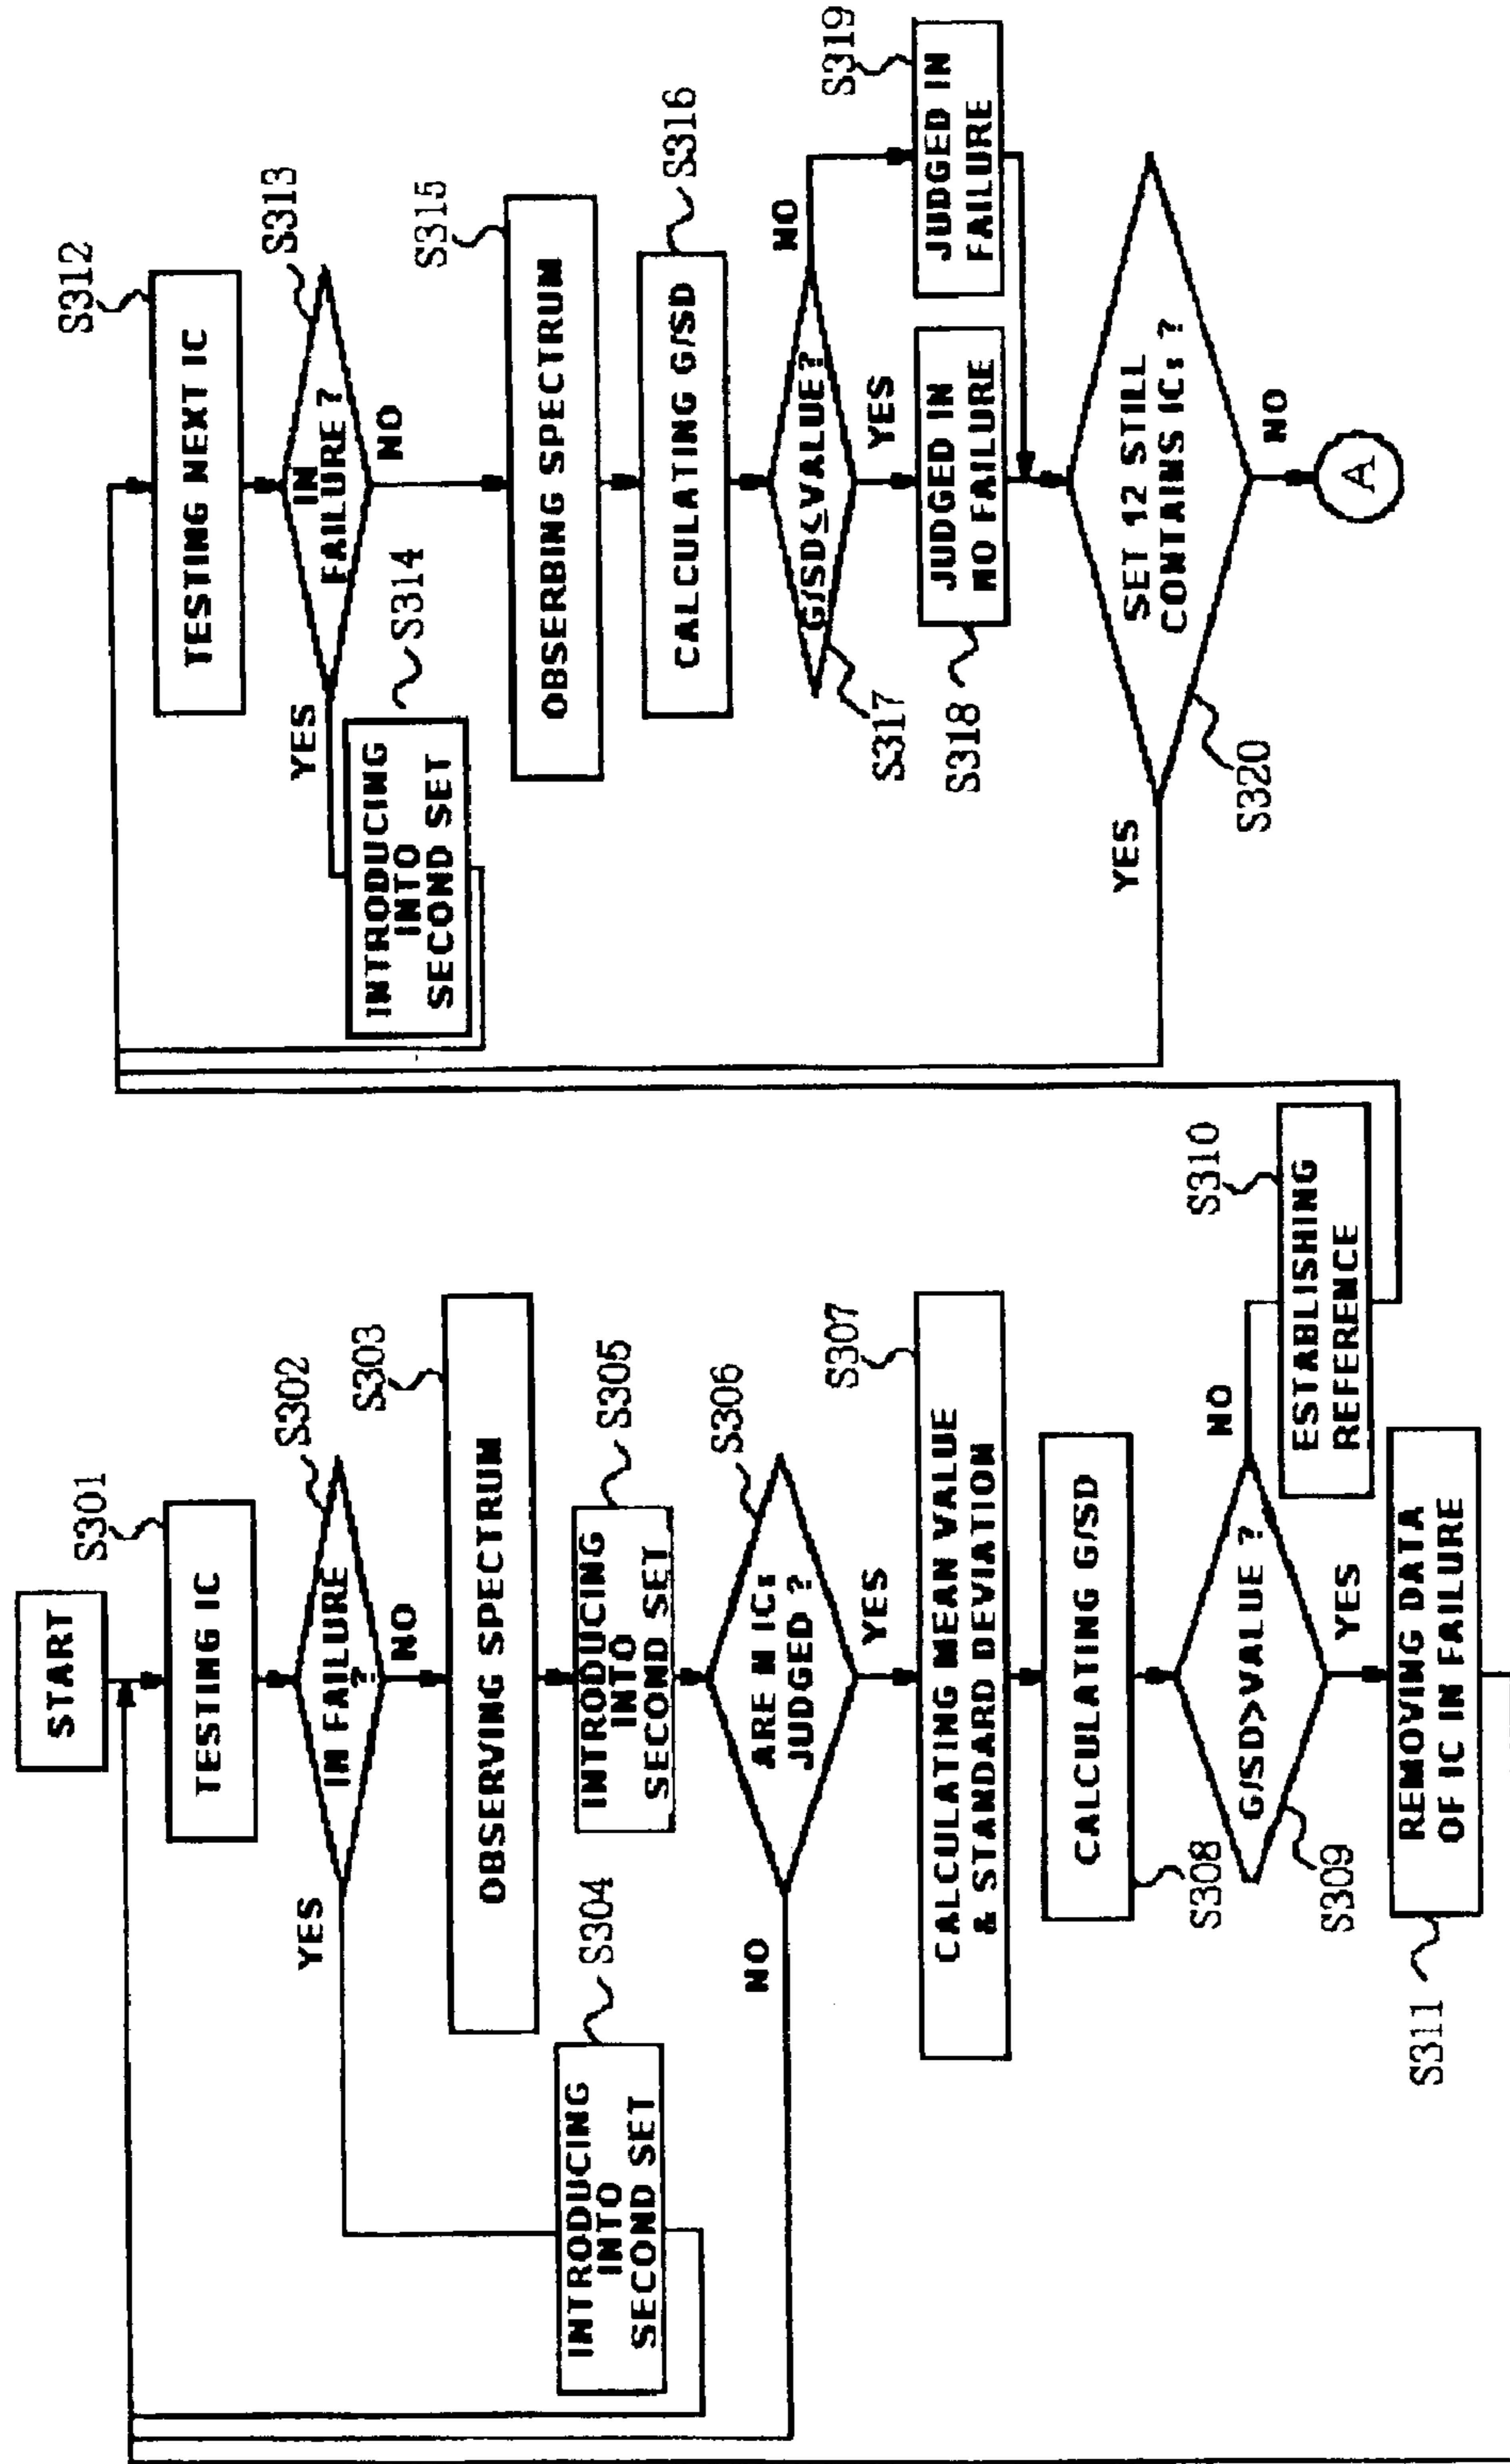 START
S301
TESTING IC
S302
IN FAILURE
?
YES
NO
S303
OBSERVING SPECTRUM
S304
INTRODUCING
INTO
SECOND SET
S305
INTRODUCING
INTO
SECOND SET
S306
ARE N ICs
JUDGED ?
NO
YES
S307
CALCULATING MEAN VALUE
& STANDARD DEVIATION
S308
CALCULATING G/SD
S309
G/SD>VALUE ?
NO
YES
S310
ESTABLISHING
REFERENCE
S311
REMOVING DATA
OF IC IN FAILURE
S312
TESTING NEXT IC
S313
IN
FAILURE ?
YES
NO
S314
INTRODUCING
INTO
SECOND SET
S315
OBSERBING SPECTRUM
S316
CALCULATING G/SD
S317
G/SD≤VALUE?
NO
YES
S318
JUDGED IN
NO FAILURE
S319
JUDGED IN
FAILURE
S320
SET 12 STILL
CONTAINS ICs ?
YES
NO
A